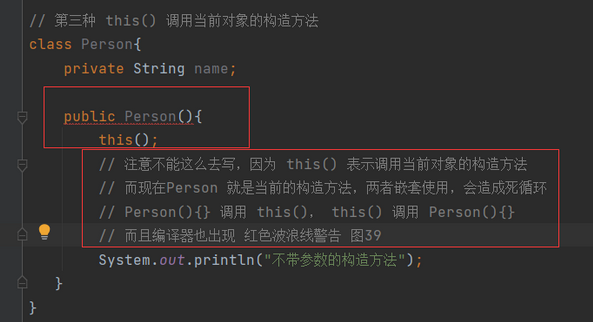 // 第三种 this() 调用当前对象的构造方法
class Person{
private String name;
public Person(){
this();
// 注意不能这么去写，因为 this() 表示调用当前对象的构造方法
// 而现在Person 就是当前的构造方法，两者嵌套使用，会造成死循环
// Person(){} 调用 this()， this() 调用 Person(){}
// 而且编译器也出现 红色波浪线警告 图39
System.out.println("不带参数的构造方法");
}
}